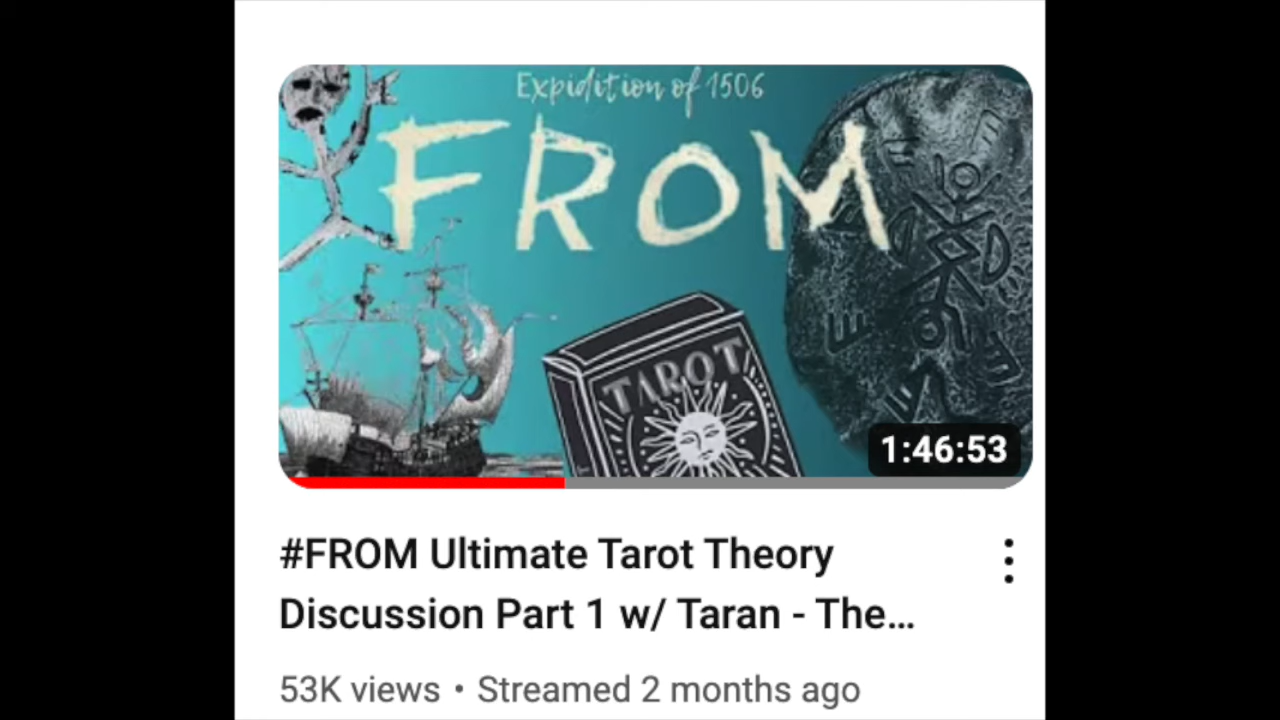 Expidition of 1506
FROM
TAROT
1:46:53
#FROM Ultimate Tarot Theory
Discussion Part 1 w/ Taran - The...
53K views • Streamed 2 months ago